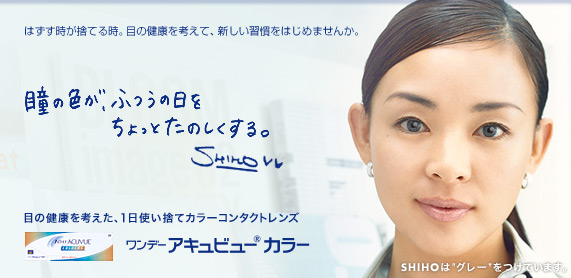 はずす時が捨てる時。目の健康を考えて、新しい習慣をはじめませんか。
瞳の色が、ふつうの日を
ちょっとたのしくする。
SHIHO
目の健康を考えた、1日使い捨てカラーコンタクトレンズ
ワンデー アキュビュー® カラー
SHIHOは"グレー"をつけています。